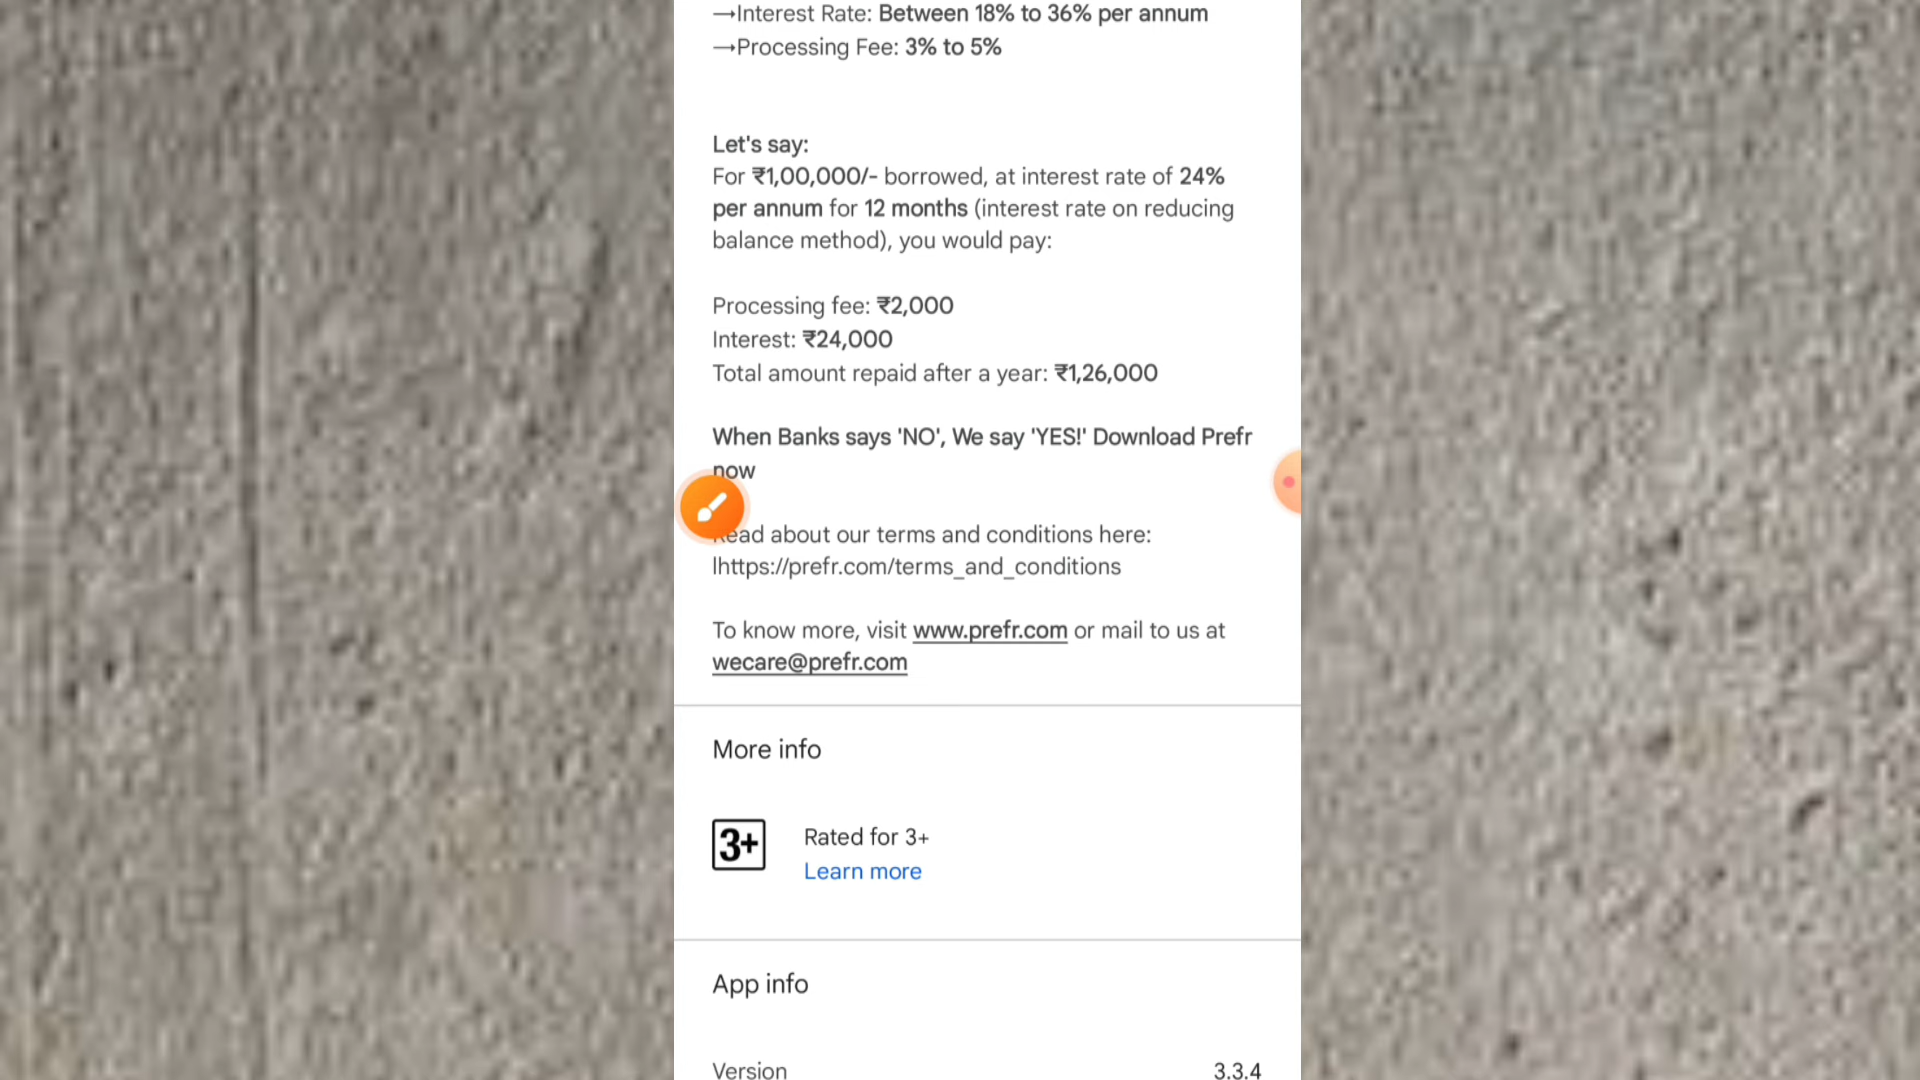 →Interest Rate: Between 18% to 36% per annum
→Processing Fee: 3% to 5%
Let's say:
For ₹1,00,000/- borrowed, at interest rate of 24%
per annum for 12 months (interest rate on reducing
balance method), you would pay:
Processing fee: ₹2,000
Interest: ₹24,000
Total amount repaid after a year: ₹1,26,000
When Banks says 'NO', We say 'YES!' Download Prefr
now
Read about our terms and conditions here:
lhttps://prefr.com/terms_and_conditions
To know more, visit www.prefr.com or mail to us at
wecare@prefr.com
More info
3+
Rated for 3+
Learn more
App info
Version 3.3.4